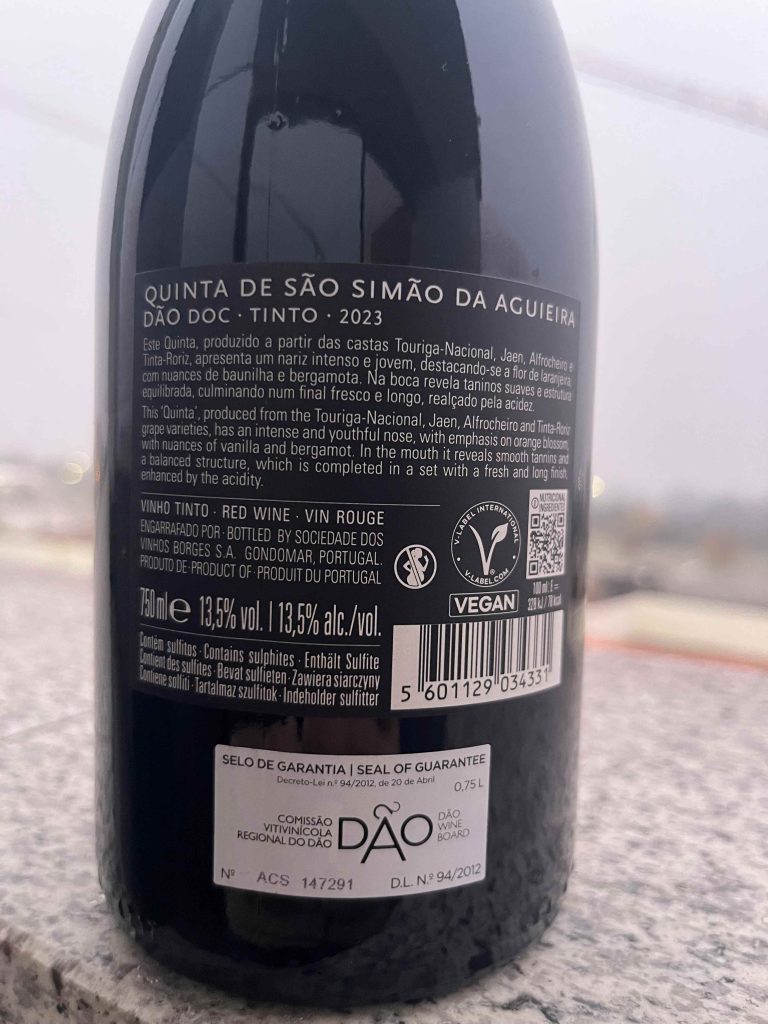 QUINTA DE SÃO SIMÃO DA AGUIEIRA
DÃO DOC · TINTO · 2023
Este Quinta, produzido a partir das castas Touriga-Nacional, Jaen, Alfrocheiro e
Tinta-Roriz, apresenta um nariz intenso e jovem, destacando-se a flor de laranjeira,
com nuances de baunilha e bergamota. Na boca revela taninos suaves e estrutura
equilibrada, culminando num final fresco e longo, realçado pela acidez.
This 'Quinta', produced from the Touriga-Nacional, Jaen, Alfrocheiro and Tinta-Roriz
grape varieties, has an intense and youthful nose, with emphasis on orange blossom,
with nuances of vanilla and bergamot. In the mouth it reveals smooth tannins and
a balanced structure, which is completed in a set with a fresh and long finish,
enhanced by the acidity.
VINHO TINTO · RED WINE · VIN ROUGE
ENGARRAFADO POR · BOTTLED BY SOCIEDADE DOS
VINHOS BORGES S.A. GONDOMAR, PORTUGAL.
PRODUTO DE · PRODUCT OF · PRODUIT DU PORTUGAL
750ml e 13,5% vol. | 13,5% alc./vol.
Contém sulfitos · Contains sulphites · Enthält Sulfite
Contient des sulfites · Bevat sulfieten · Zawiera siarczyny
Contiene solfiti · Tartalmaz szulfitok · Indeholder sulfitter
V-LABEL INTERNATIONAL
V-LABEL.COM
VEGAN
NUTRICIONAL
INGREDIENTES
100 ml : E =
328 kJ / 78 kcal
5 601129 034331
SELO DE GARANTIA | SEAL OF GUARANTEE
Decreto-Lei n.º 94/2012, de 20 de Abril
0,75 L
COMISSÃO
VITIVINÍCOLA
REGIONAL DO DÃO
DÃO
DÃO
WINE
BOARD
Nº ACS 147291
D.L. N.º 94/2012